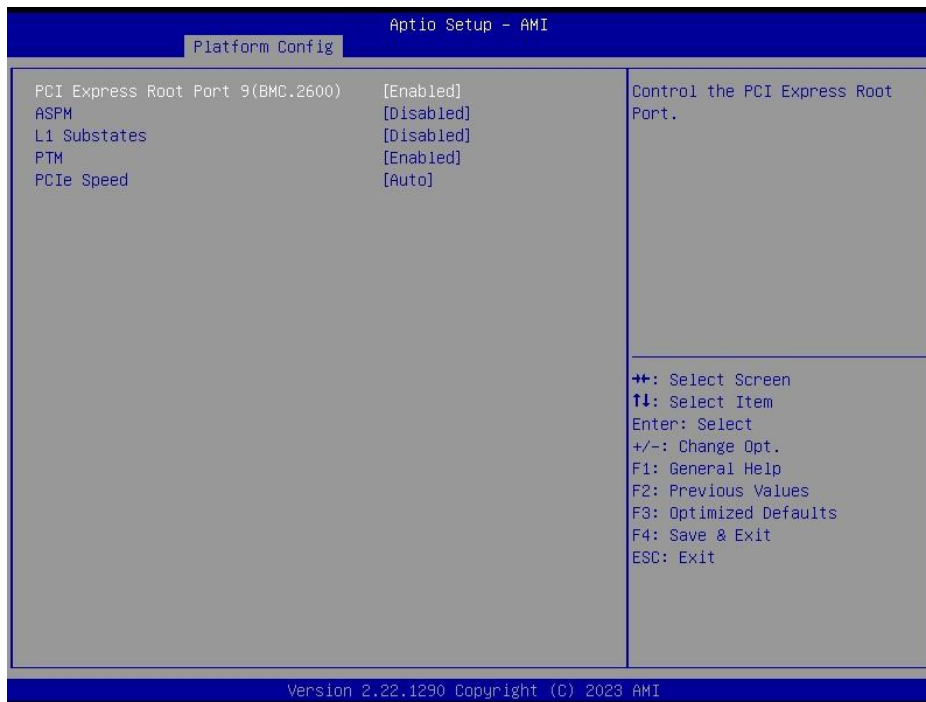 Aptio Setup – AMI
Platform Config
PCI Express Root Port 9(BMC.2600) [Enabled]
ASPM [Disabled]
L1 Substates [Disabled]
PTM [Enabled]
PCIe Speed [Auto]
Control the PCI Express Root
Port.
→←: Select Screen
↑↓: Select Item
Enter: Select
+/-: Change Opt.
F1: General Help
F2: Previous Values
F3: Optimized Defaults
F4: Save & Exit
ESC: Exit
Version 2.22.1290 Copyright (C) 2023 AMI